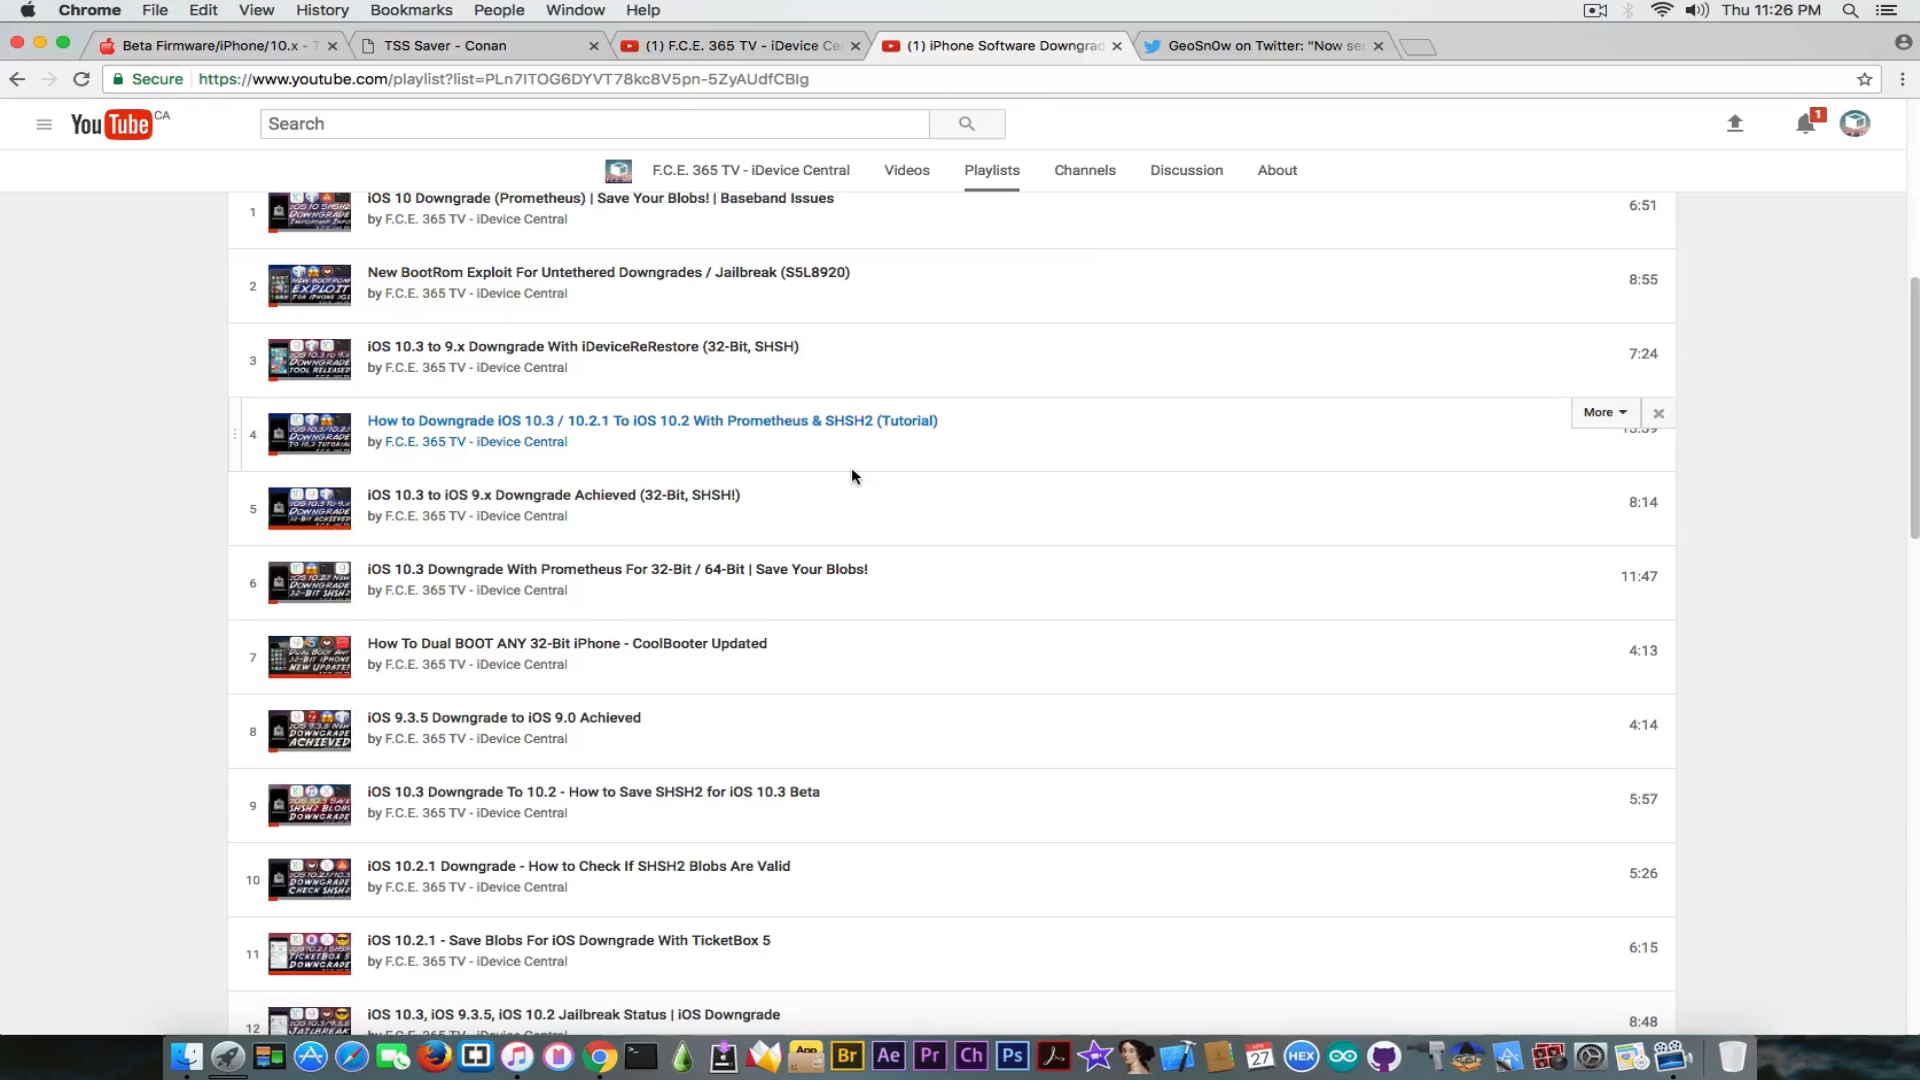 Chrome File Edit View History Bookmarks People Window Help Thu 11:26 PM
Beta Firmware/iPhone/10.x - T
TSS Saver - Conan
(1) F.C.E. 365 TV - iDevice Ce
(1) iPhone Software Downgrad
GeoSn0w on Twitter: "Now ser
Secure https://www.youtube.com/playlist?list=PLn7ITOG6DYVT78kc8V5pn-5ZyAUdfCBIg
YouTube CA
Search
1
F.C.E. 365 TV - iDevice Central Videos Playlists Channels Discussion About
1 iOS 10 Downgrade (Prometheus) | Save Your Blobs! | Baseband Issues 6:51
by F.C.E. 365 TV - iDevice Central
2 New BootRom Exploit For Untethered Downgrades / Jailbreak (S5L8920) 8:55
by F.C.E. 365 TV - iDevice Central
3 iOS 10.3 to 9.x Downgrade With iDeviceReRestore (32-Bit, SHSH) 7:24
by F.C.E. 365 TV - iDevice Central
4 How to Downgrade iOS 10.3 / 10.2.1 To iOS 10.2 With Prometheus & SHSH2 (Tutorial) More
by F.C.E. 365 TV - iDevice Central
5 iOS 10.3 to iOS 9.x Downgrade Achieved (32-Bit, SHSH!) 8:14
by F.C.E. 365 TV - iDevice Central
6 iOS 10.3 Downgrade With Prometheus For 32-Bit / 64-Bit | Save Your Blobs! 11:47
by F.C.E. 365 TV - iDevice Central
7 How To Dual BOOT ANY 32-Bit iPhone - CoolBooter Updated 4:13
by F.C.E. 365 TV - iDevice Central
8 iOS 9.3.5 Downgrade to iOS 9.0 Achieved 4:14
by F.C.E. 365 TV - iDevice Central
9 iOS 10.3 Downgrade To 10.2 - How to Save SHSH2 for iOS 10.3 Beta 5:57
by F.C.E. 365 TV - iDevice Central
10 iOS 10.2.1 Downgrade - How to Check If SHSH2 Blobs Are Valid 5:26
by F.C.E. 365 TV - iDevice Central
11 iOS 10.2.1 - Save Blobs For iOS Downgrade With TicketBox 5 6:15
by F.C.E. 365 TV - iDevice Central
12 iOS 10.3, iOS 9.3.5, iOS 10.2 Jailbreak Status | iOS Downgrade 8:48
App Br Ae Pr Ch Ps APR 27 HEX